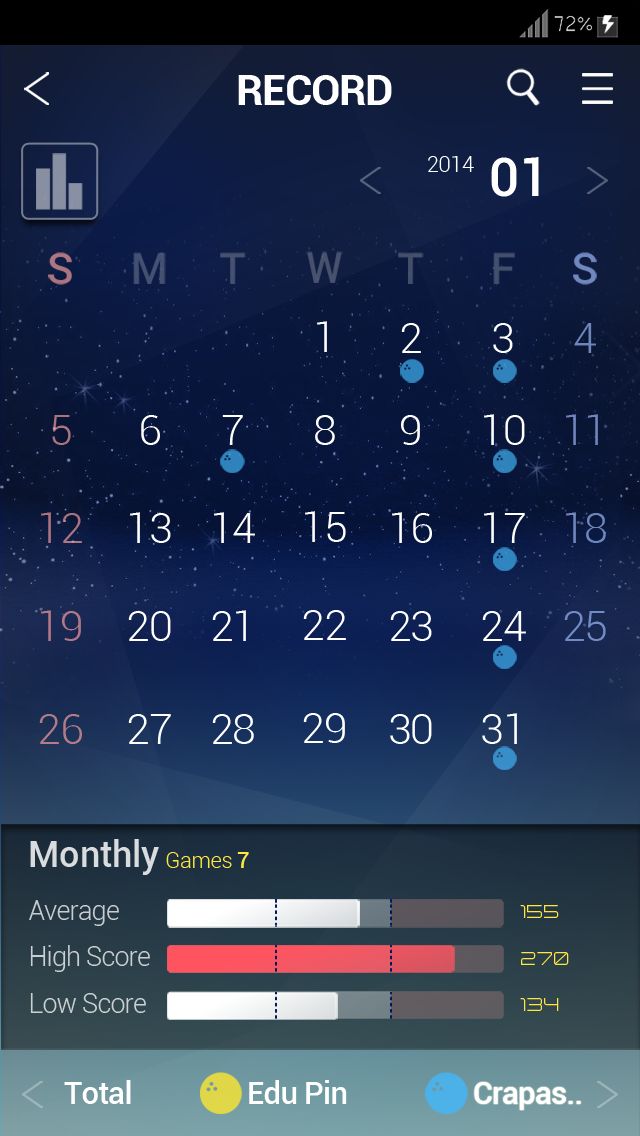 72%
RECORD
2014 01
S M T W T F S
1 2 3 4
5 6 7 8 9 10 11
12 13 14 15 16 17 18
19 20 21 22 23 24 25
26 27 28 29 30 31
Monthly Games 7
Average 155
High Score 270
Low Score 134
Total Edu Pin Crapas..